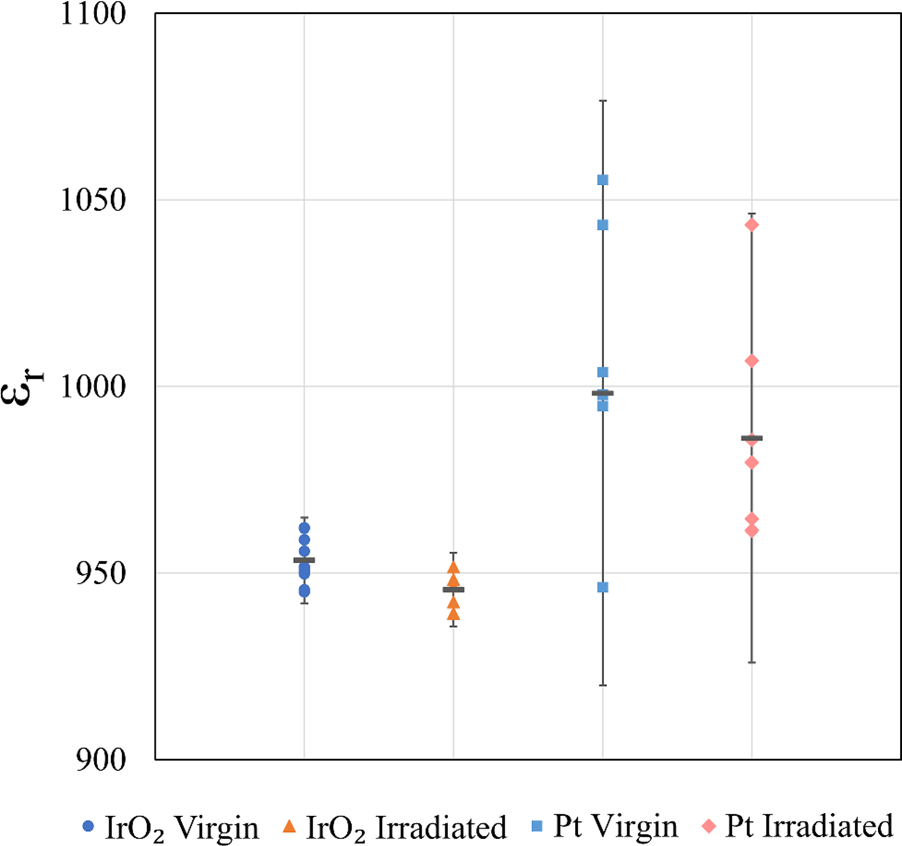 1100
1050
1000
εr
950
900
IrO₂ Virgin
IrO₂ Irradiated
Pt Virgin
Pt Irradiated